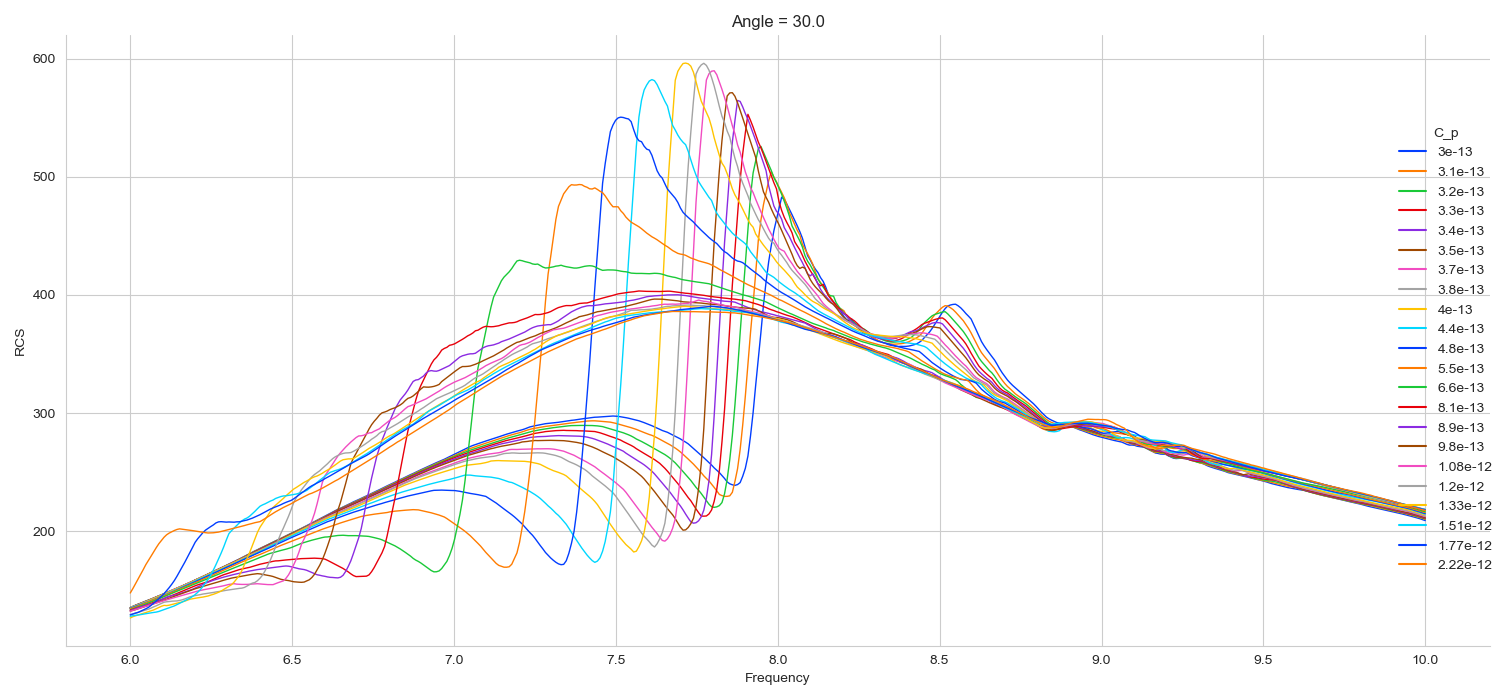 Angle = 30.0
600
500
400
300
200
RCS
6.0 6.5 7.0 7.5 8.0 8.5 9.0 9.5 10.0
Frequency
C_p
3e-13
3.1e-13
3.2e-13
3.3e-13
3.4e-13
3.5e-13
3.7e-13
3.8e-13
4e-13
4.4e-13
4.8e-13
5.5e-13
6.6e-13
8.1e-13
8.9e-13
9.8e-13
1.08e-12
1.2e-12
1.33e-12
1.51e-12
1.77e-12
2.22e-12